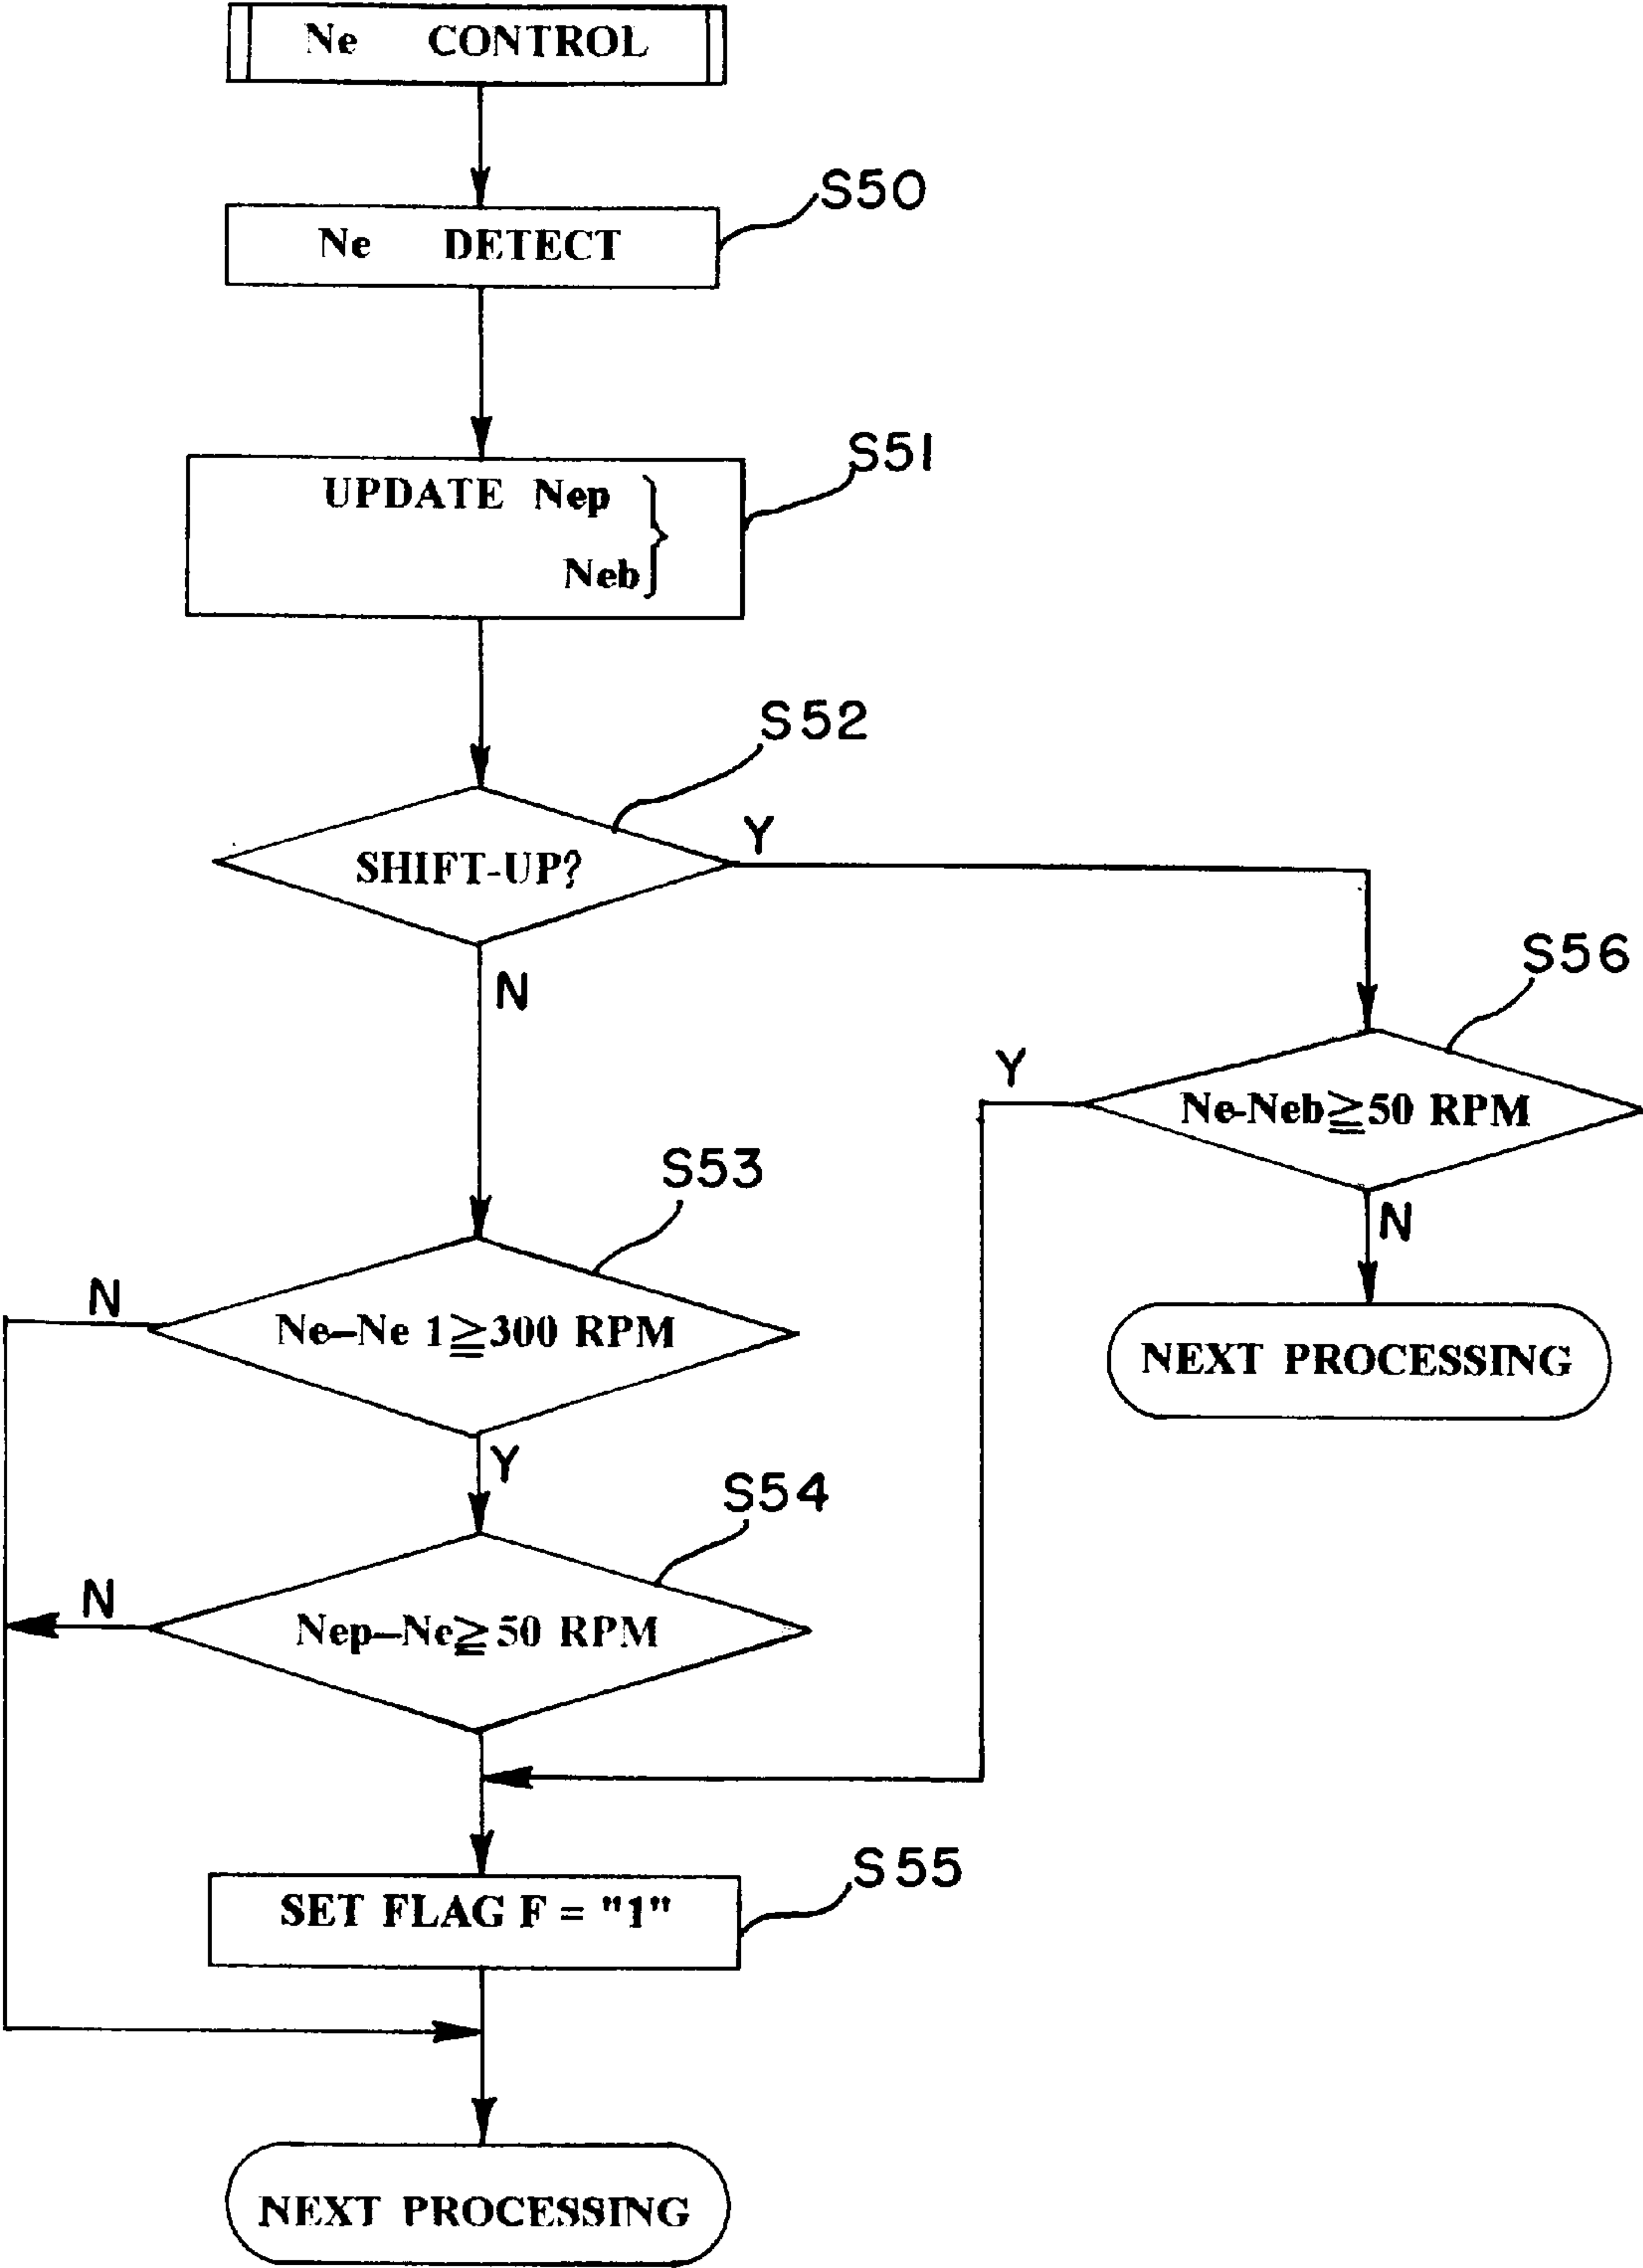 Ne CONTROL
S50
Ne DETECT
S51
UPDATE Nep
Neb
S52
SHIFT-UP?
Y
N
S56
Y
Ne-Neb≧50 RPM
N
NEXT PROCESSING
S53
N
Ne–Ne 1≧300 RPM
Y
S54
N
Nep–Ne≧50 RPM
S55
SET FLAG F = "1"
NEXT PROCESSING